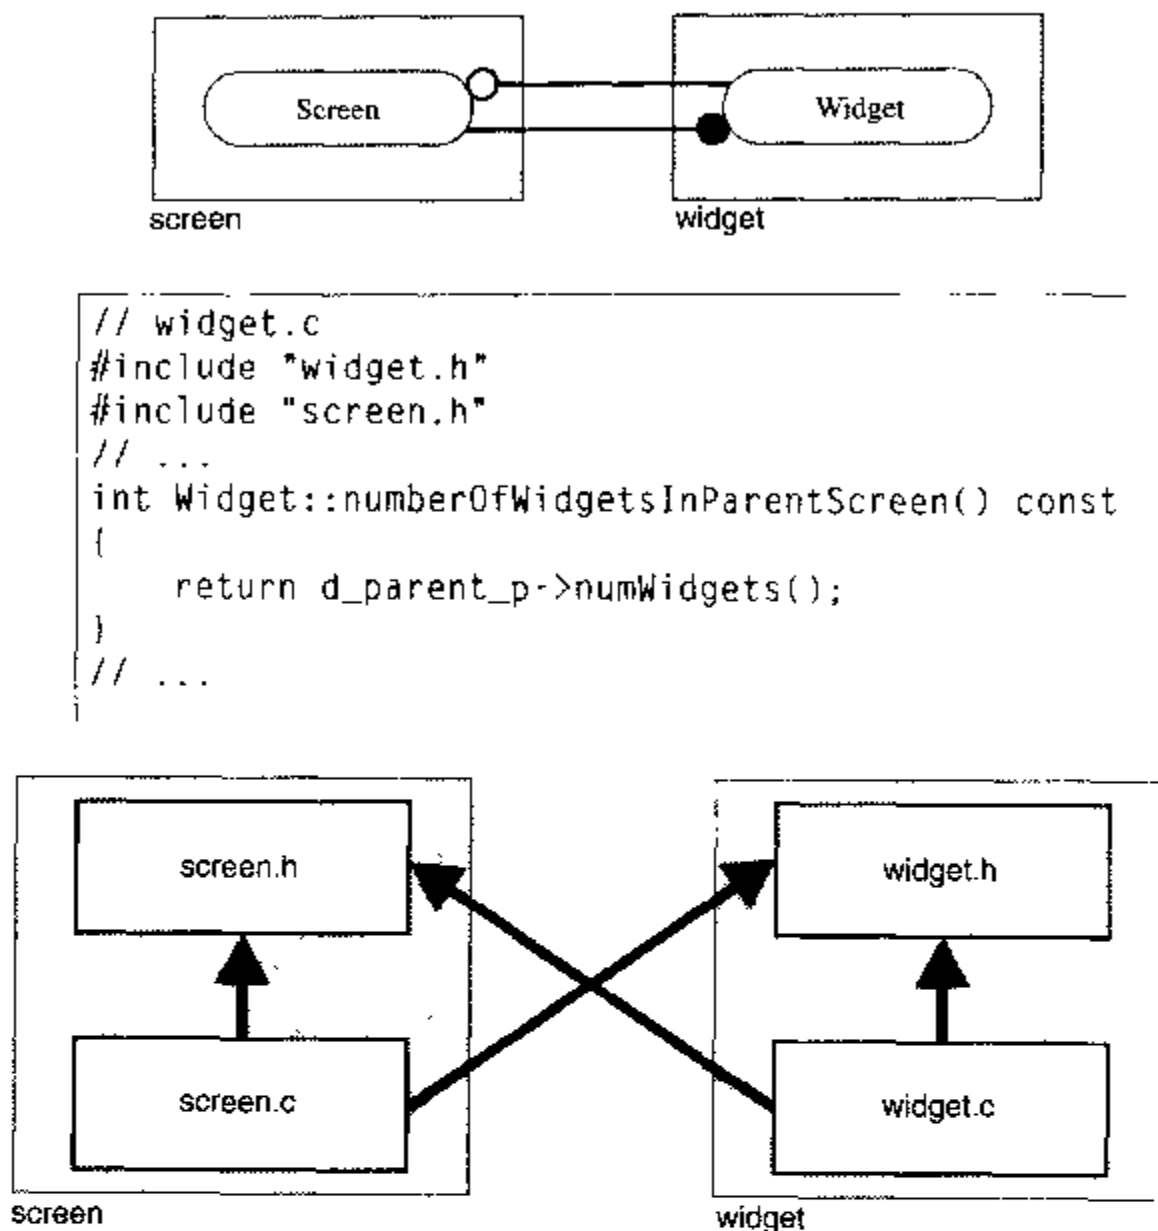 Screen
Widget
screen
widget
// widget.c
#include "widget.h"
#include "screen.h"
// ...
int Widget::numberOfWidgetsInParentScreen() const
{
    return d_parent_p->numWidgets();
}
// ...
screen.h
widget.h
screen.c
widget.c
screen
widget